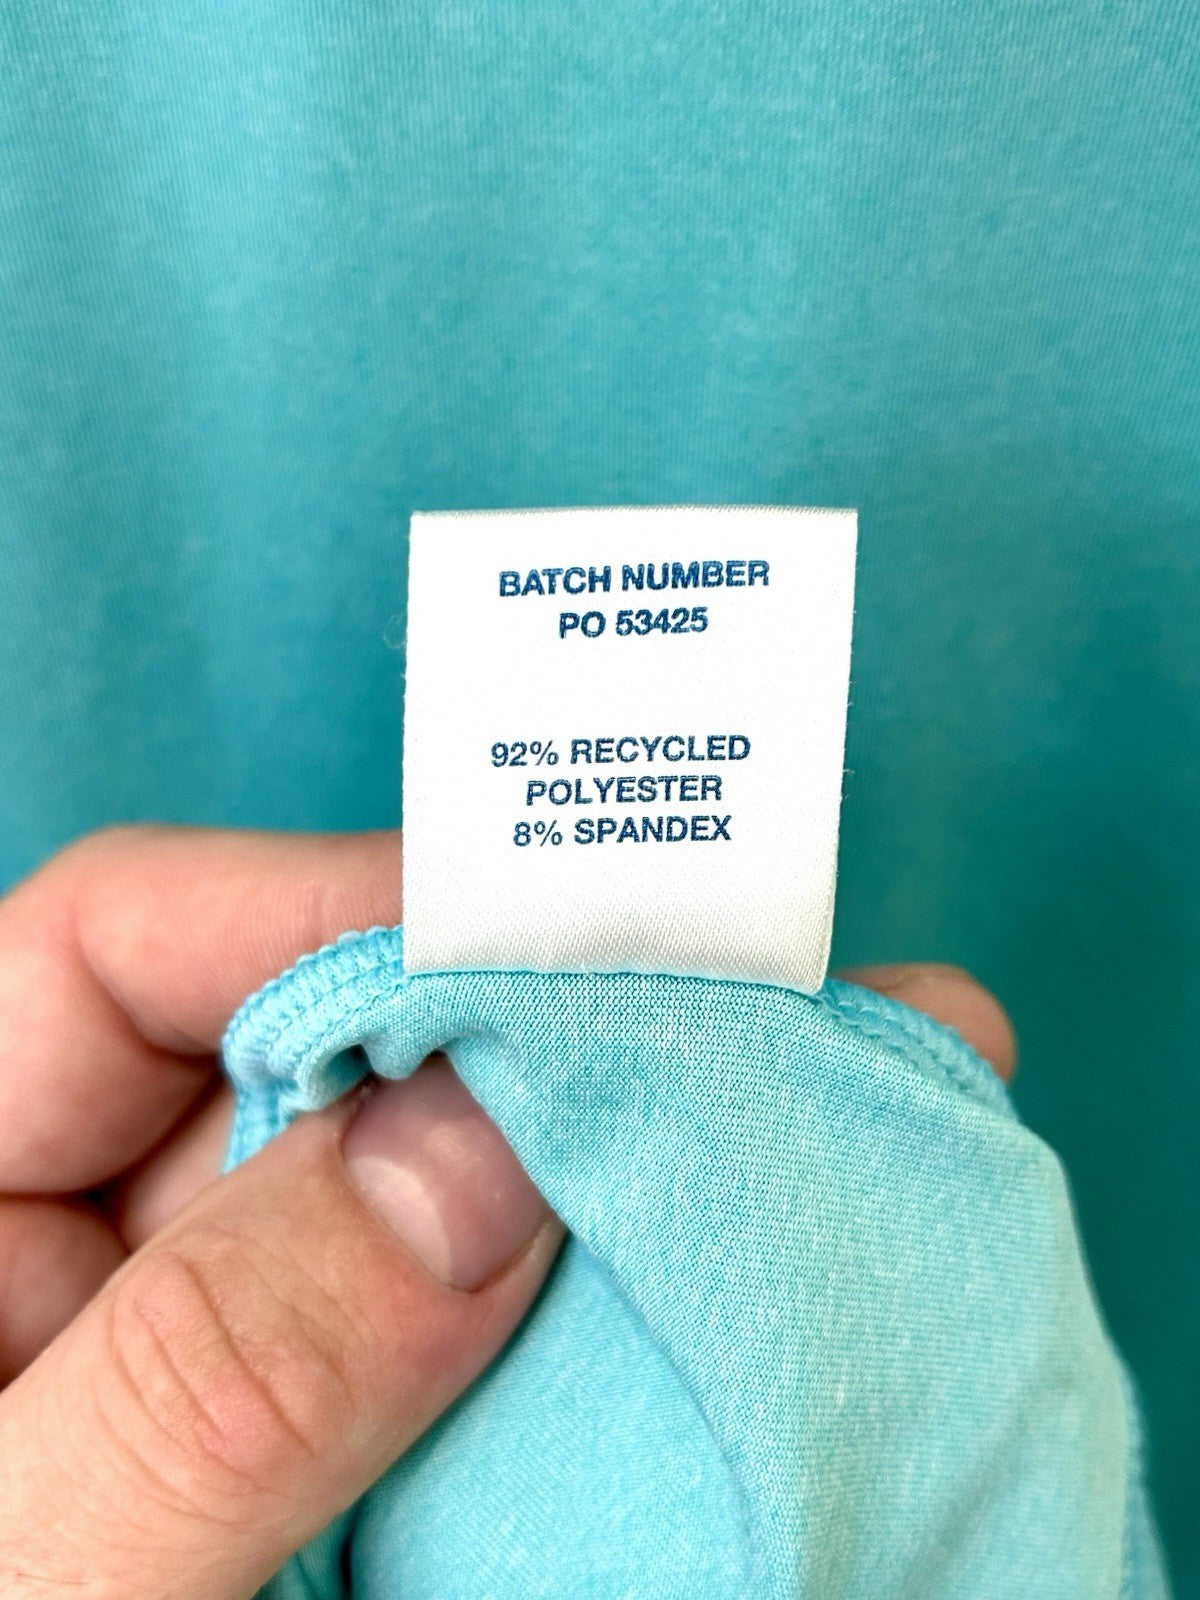 BATCH NUMBER
PO 53425
92% RECYCLED
POLYESTER
8% SPANDEX